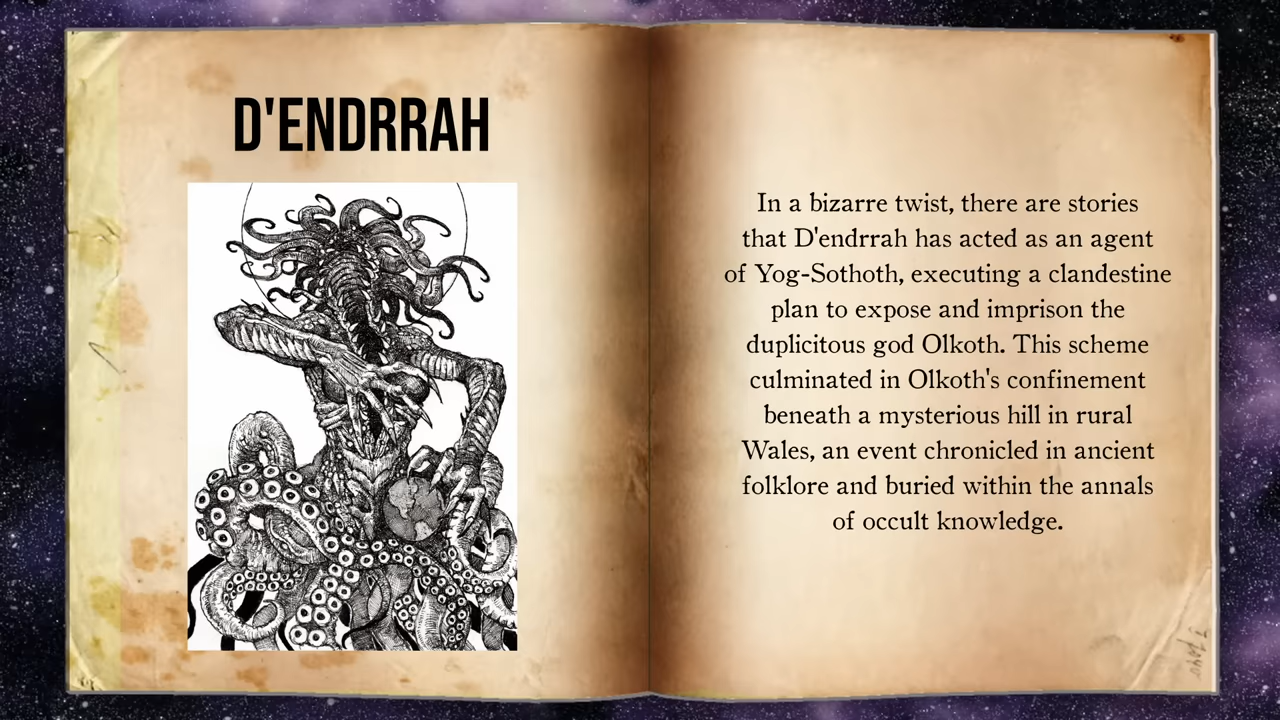 D'ENDRRAH
In a bizarre twist, there are stories
that D'endrrah has acted as an agent
of Yog-Sothoth, executing a clandestine
plan to expose and imprison the
duplicitous god Olkoth. This scheme
culminated in Olkoth's confinement
beneath a mysterious hill in rural
Wales, an event chronicled in ancient
folklore and buried within the annals
of occult knowledge.